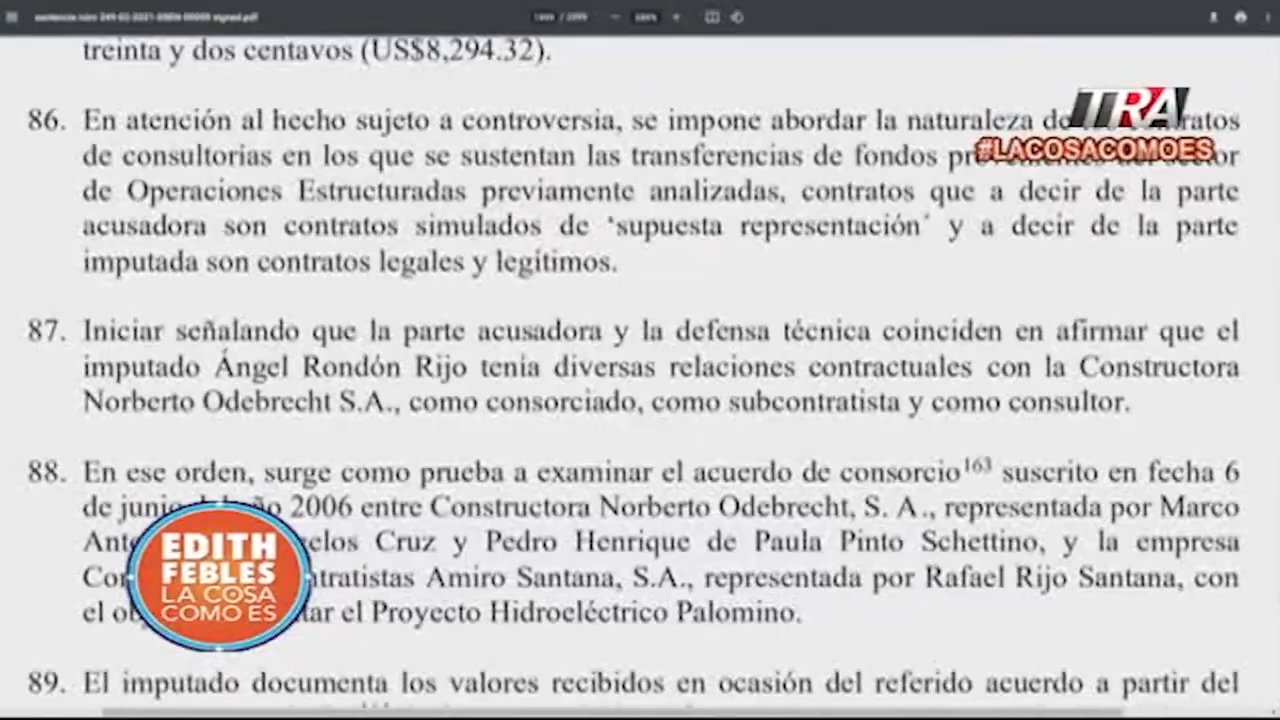 treinta y dos centavos (US$8,294.32).
TRA
86. En atención al hecho sujeto a controversia, se impone abordar la naturaleza de contratos
#LACOSACOMOES
de consultorías en los que se sustentan las transferencias de fondos
de Operaciones Estructuradas previamente analizadas, contratos que a decir de la parte
acusadora son contratos simulados de ‘supuesta representación’ y a decir de la parte
imputada son contratos legales y legítimos.
87. Iniciar señalando que la parte acusadora y la defensa técnica coinciden en afirmar que el
imputado Ángel Rondón Rijo tenia diversas relaciones contractuales con la Constructora
Norberto Odebrecht S.A., como consorciado, como subcontratista y como consultor.
88. En ese orden, surge como prueba a examinar el acuerdo de consorcio163 suscrito en fecha 6
de junio 2006 entre Constructora Norberto Odebrecht, S. A., representada por Marco
Cruz y Pedro Henrique de Paula Pinto Schettino, y la empresa
Amiro Santana, S.A., representada por Rafael Rijo Santana, con
el Proyecto Hidroeléctrico Palomino.
EDITH
FEBLES
LA COSA
COMO ES
89. El imputado documenta los valores recibidos en ocasión del referido acuerdo a partir del